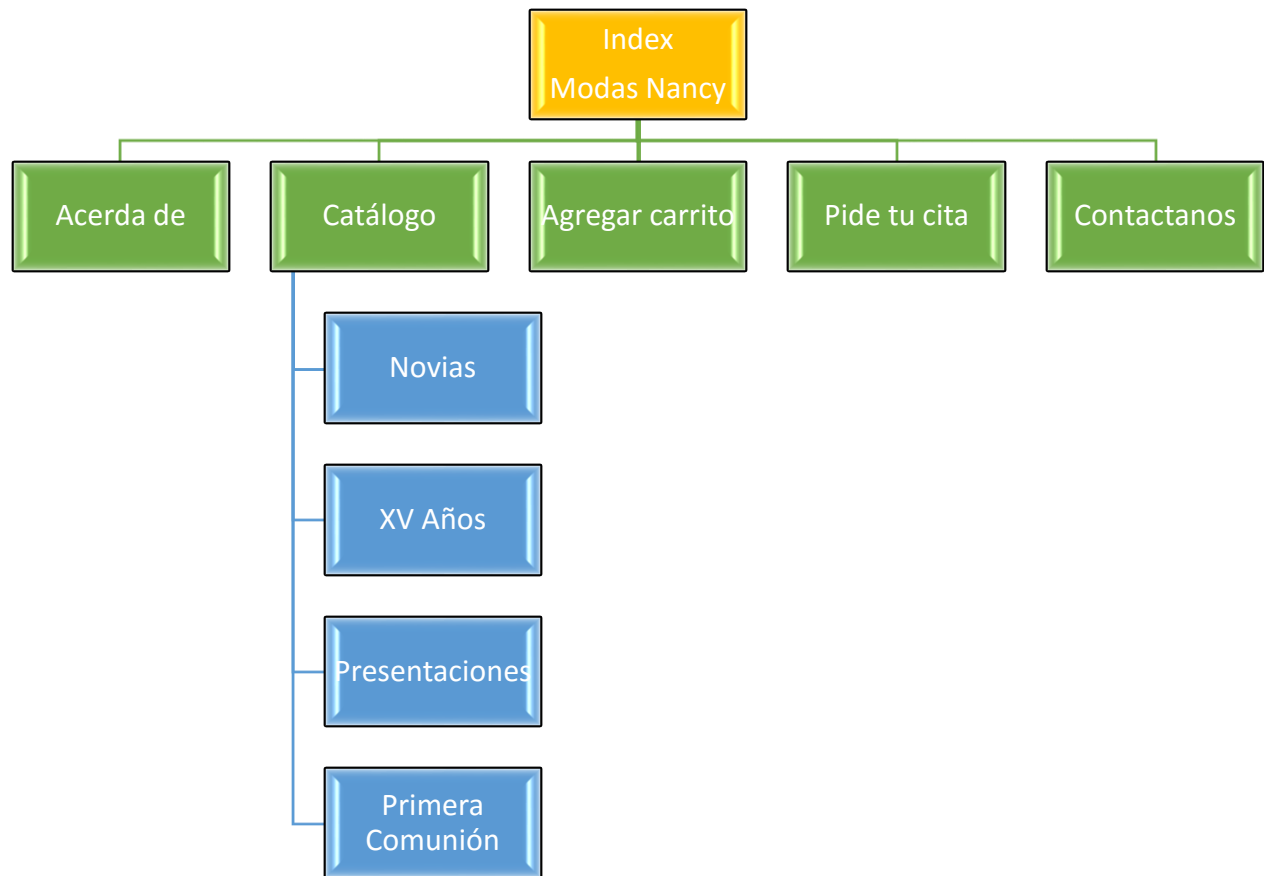 Index
Modas Nancy
Acerda de
Catálogo
Agregar carrito
Pide tu cita
Contactanos
Novias
XV Años
Presentaciones
Primera
Comunión